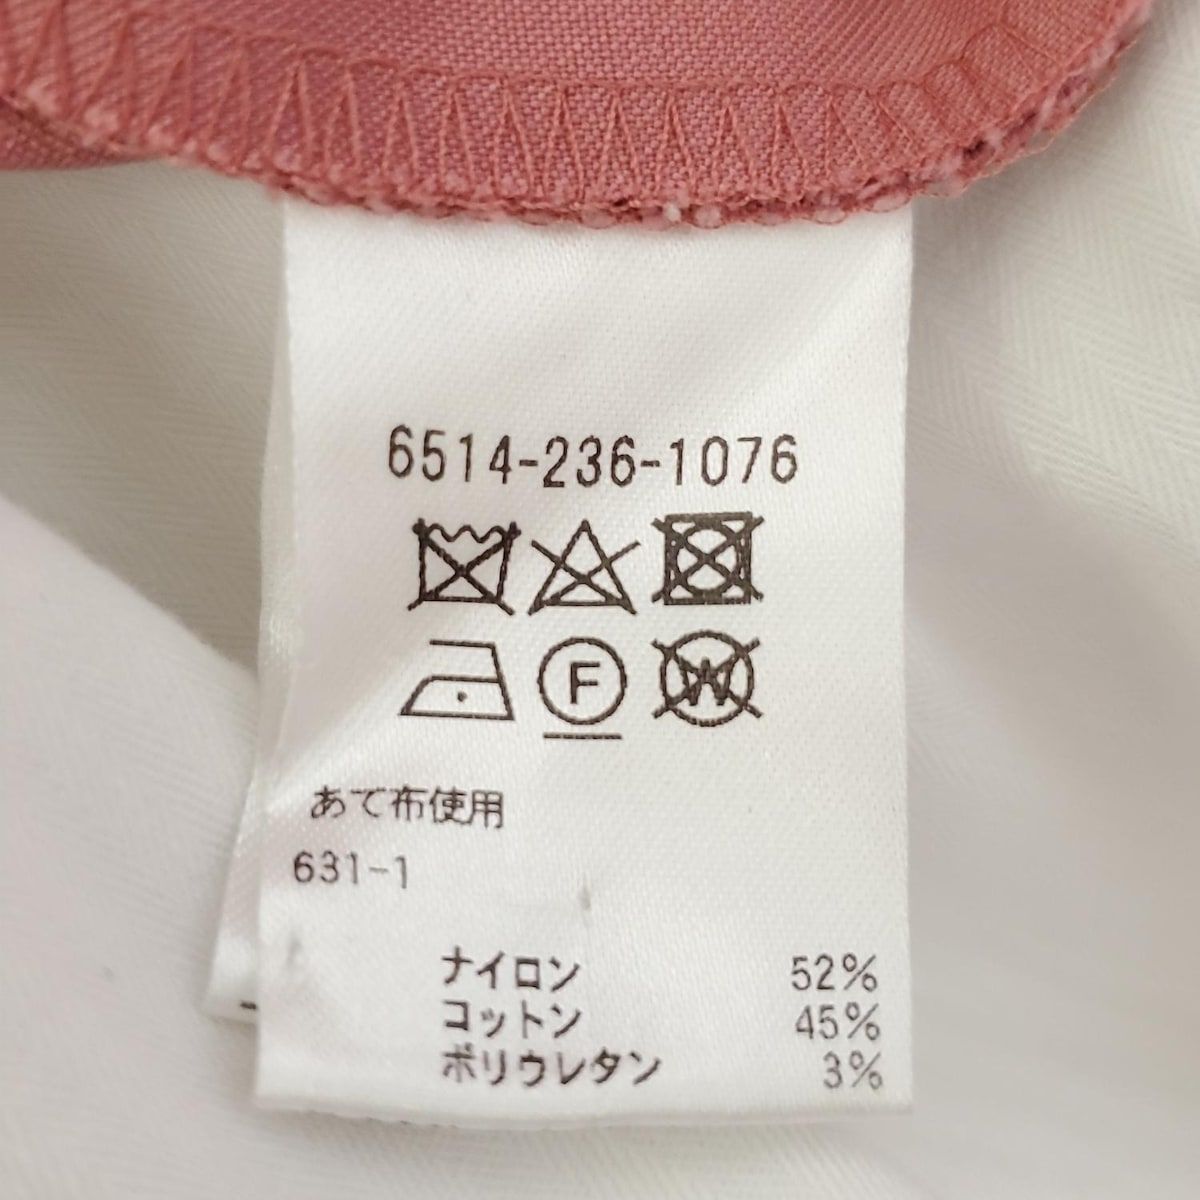 6514-236-1076
F W
あて布使用
631-1
ナイロン 52%
コットン 45%
ポリウレタン 3%